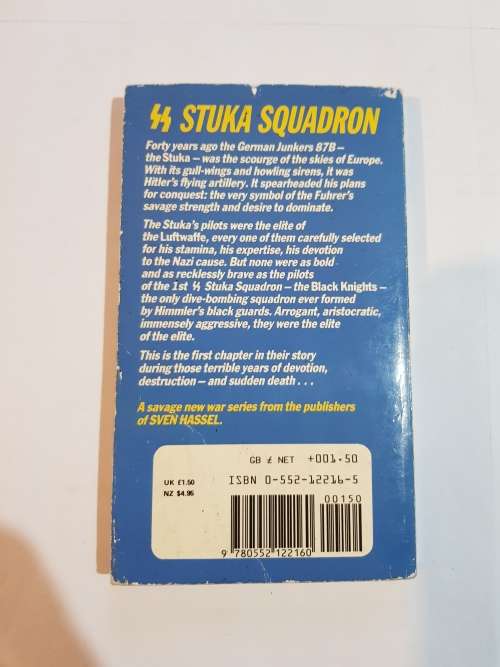 ϟϟ STUKA SQUADRON
Forty years ago the German Junkers 87B –
the Stuka – was the scourge of the skies of Europe.
With its gull-wings and howling sirens, it was
Hitler's flying artillery. It spearheaded his plans
for conquest: the very symbol of the Fuhrer's
savage strength and desire to dominate.
The Stuka's pilots were the elite of
the Luftwaffe, every one of them carefully selected
for his stamina, his expertise, his devotion
to the Nazi cause. But none were as bold
and as recklessly brave as the pilots
of the 1st ϟϟ Stuka Squadron – the Black Knights –
the only dive-bombing squadron ever formed
by Himmler's black guards. Arrogant, aristocratic,
immensely aggressive, they were the elite
of the elite.
This is the first chapter in their story
during those terrible years of devotion,
destruction – and sudden death . . .
A savage new war series from the publishers
of SVEN HASSEL.
GB £ NET +001.50
UK £1.50
NZ $4.95
ISBN 0-552-12216-5
00150
9 780552 122160